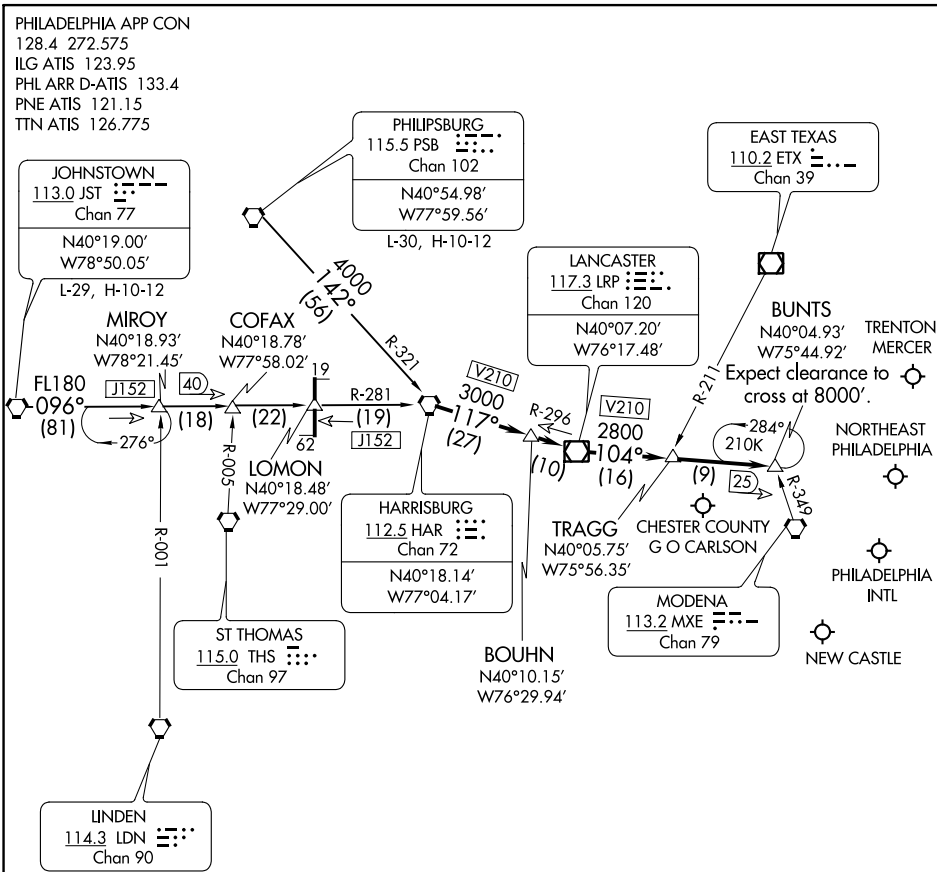 PHILADELPHIA APP CON
128.4 272.575
ILG ATIS 123.95
PHL ARR D-ATIS 133.4
PNE ATIS 121.15
TTN ATIS 126.775
PHILIPSBURG
115.5 PSB
Chan 102
N40°54.98'
W77°59.56'
L-30, H-10-12
EAST TEXAS
110.2 ETX
Chan 39
JOHNSTOWN
113.0 JST
Chan 77
N40°19.00'
W78°50.05'
L-29, H-10-12
LANCASTER
117.3 LRP
Chan 120
N40°07.20'
W76°17.48'
MIROY
N40°18.93'
W78°21.45'
COFAX
N40°18.78'
W77°58.02'
4000
142°
(56)
R-321
BUNTS
N40°04.93'
W75°44.92'
Expect clearance to
cross at 8000'.
TRENTON
MERCER
FL180
096°
(81)
J152
276°
40
(18)
(22)
19
62
R-281
(19)
J152
V210
3000
117°
(27)
R-296
(10)
V210
2800
104°
(16)
R-211
284°
210K
(9)
25
R-349
NORTHEAST
PHILADELPHIA
LOMON
N40°18.48'
W77°29.00'
R-005
R-001
HARRISBURG
112.5 HAR
Chan 72
N40°18.14'
W77°04.17'
TRAGG
N40°05.75'
W75°56.35'
CHESTER COUNTY
G O CARLSON
PHILADELPHIA
INTL
MODENA
113.2 MXE
Chan 79
NEW CASTLE
ST THOMAS
115.0 THS
Chan 97
BOUHN
N40°10.15'
W76°29.94'
LINDEN
114.3 LDN
Chan 90